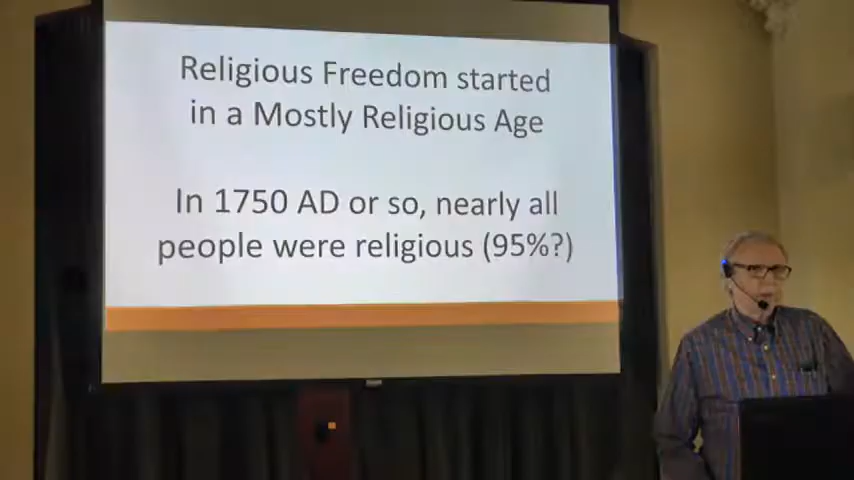 Religious Freedom started
in a Mostly Religious Age
In 1750 AD or so, nearly all
people were religious (95%?)